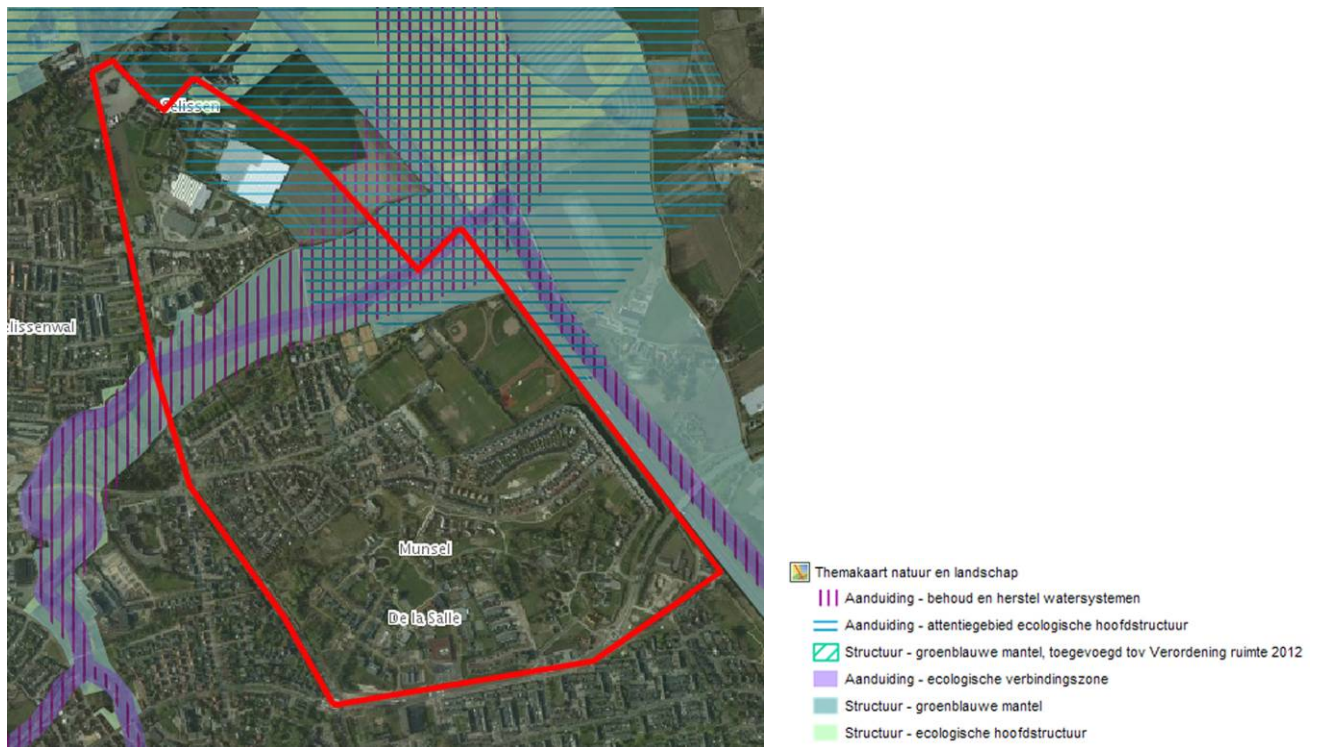 Selissen
elissenwal
Munsel
De la Salle
Themakaart natuur en landschap
Aanduiding - behoud en herstel watersystemen
Aanduiding - attentiegebied ecologische hoofdstructuur
Structuur - groenblauwe mantel, toegevoegd tov Verordening ruimte 2012
Aanduiding - ecologische verbindingszone
Structuur - groenblauwe mantel
Structuur - ecologische hoofdstructuur